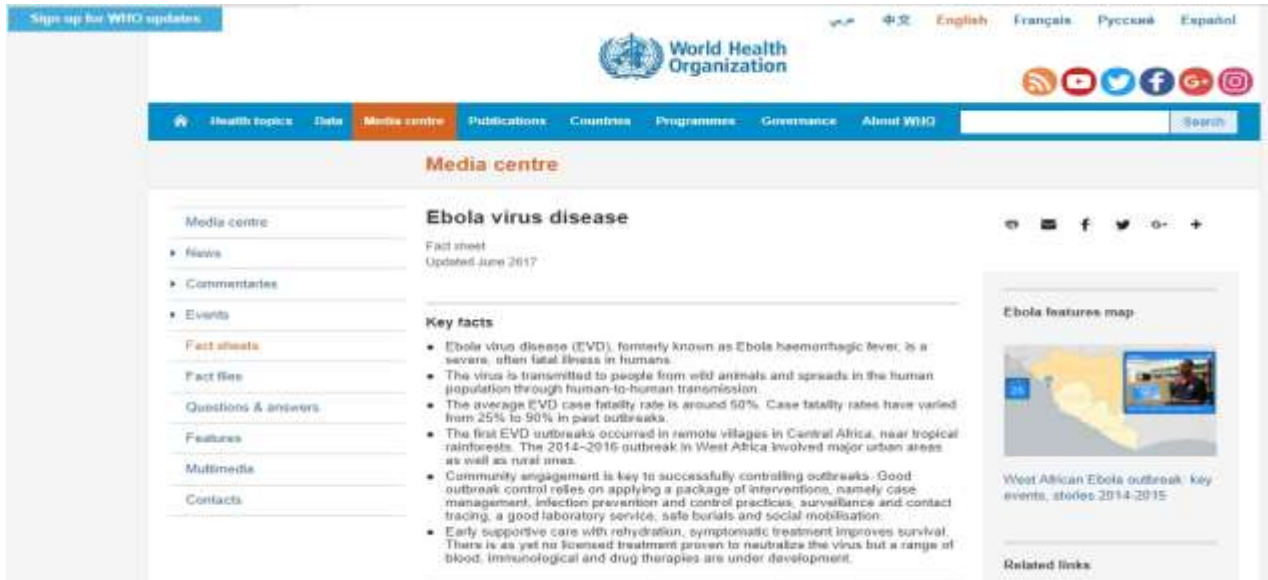 Sign up for WHO updates
عربي 中文 English Français Русский Español
World Health
Organization
Health topics Data Media centre Publications Countries Programmes Governance About WHO Search
Media centre
Media centre
News
Commentaries
Events
Fact sheets
Fact files
Questions & answers
Features
Multimedia
Contacts
Ebola virus disease
Fact sheet
Updated June 2017
Key facts
Ebola virus disease (EVD), formerly known as Ebola haemorrhagic fever, is a
severe, often fatal illness in humans.
The virus is transmitted to people from wild animals and spreads in the human
population through human-to-human transmission.
The average EVD case fatality rate is around 50%. Case fatality rates have varied
from 25% to 90% in past outbreaks.
The first EVD outbreaks occurred in remote villages in Central Africa, near tropical
rainforests. The 2014–2016 outbreak in West Africa involved major urban areas
as well as rural ones.
Community engagement is key to successfully controlling outbreaks. Good
outbreak control relies on applying a package of interventions, namely case
management, infection prevention and control practices, surveillance and contact
tracing, a good laboratory service, safe burials and social mobilisation.
Early supportive care with rehydration, symptomatic treatment improves survival.
There is as yet no licensed treatment proven to neutralize the virus but a range of
blood, immunological and drug therapies are under development.
Ebola features map
West African Ebola outbreak: key
events, stories 2014-2015
Related links